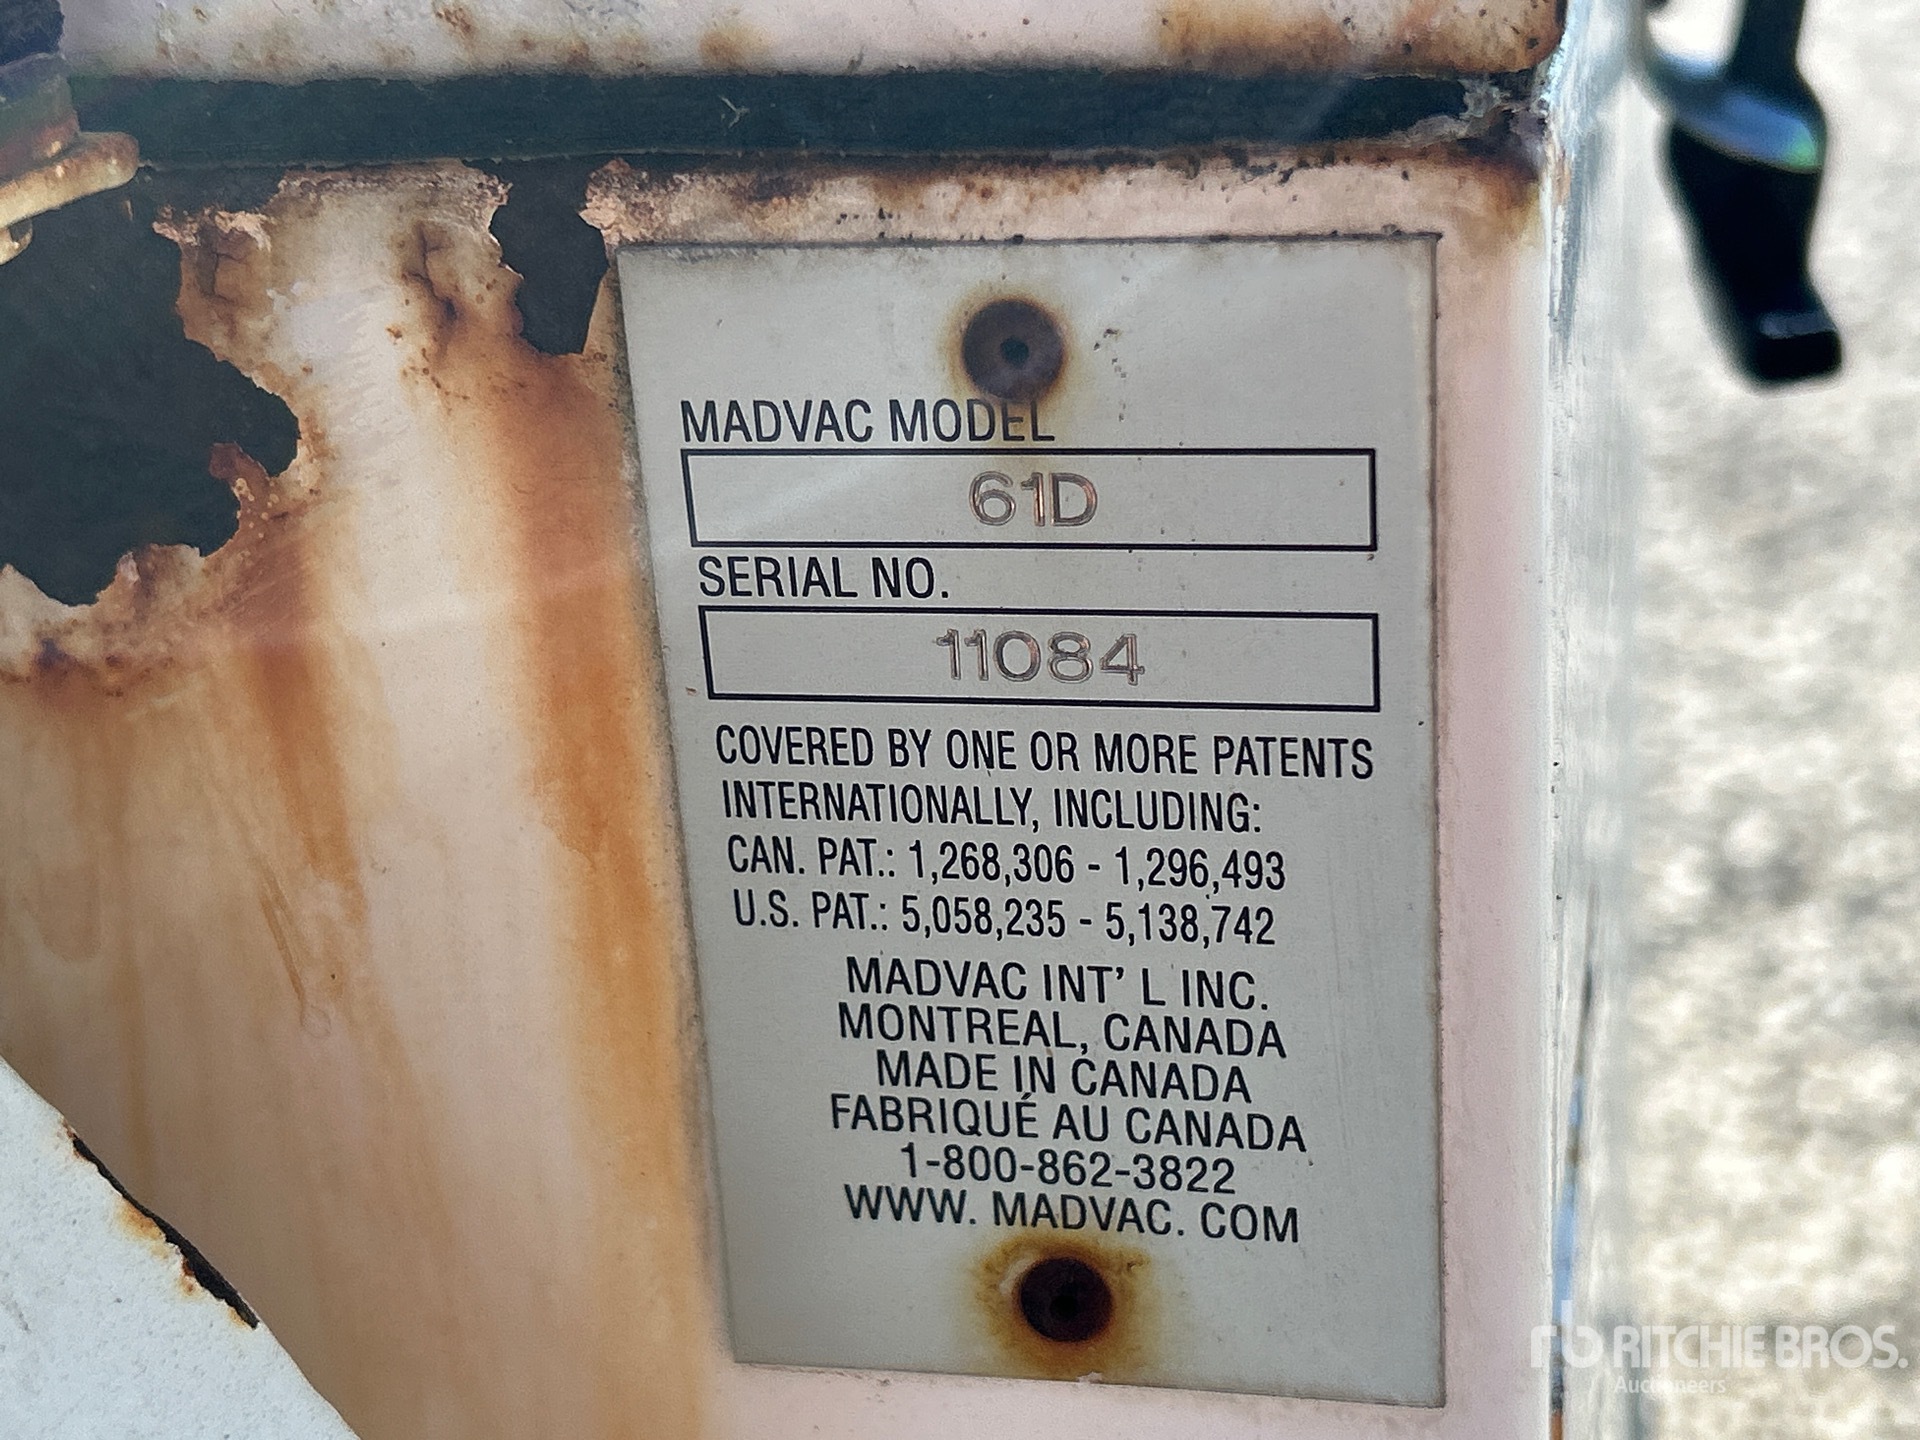 MADVAC MODEL
61D
SERIAL NO.
11084
COVERED BY ONE OR MORE PATENTS
INTERNATIONALLY, INCLUDING:
CAN. PAT.: 1,268,306 - 1,296,493
U.S. PAT.: 5,058,235 - 5,138,742
MADVAC INT' L INC.
MONTREAL, CANADA
MADE IN CANADA
FABRIQUÉ AU CANADA
1-800-862-3822
WWW. MADVAC. COM
rb RITCHIE BROS.
Auctioneers